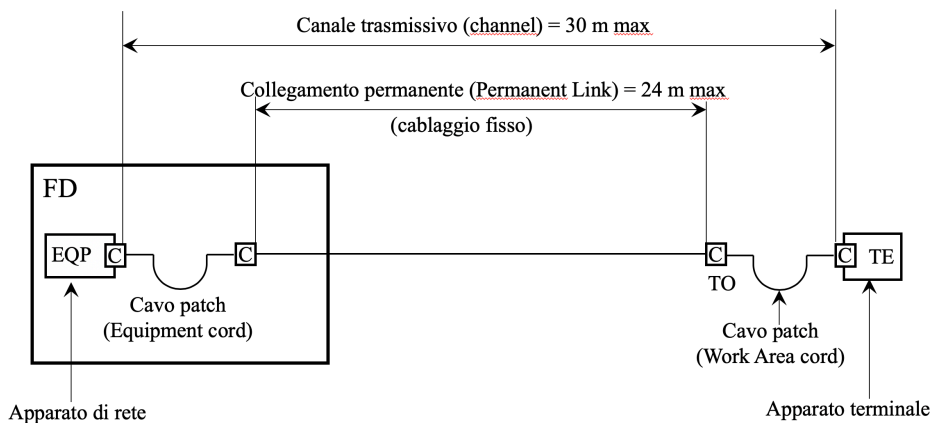 Canale trasmissivo (channel) = 30 m max
Collegamento permanente (Permanent Link) = 24 m max
(cablaggio fisso)
FD
EQP
C
C
C
TO
C
TE
Cavo patch
(Equipment cord)
Cavo patch
(Work Area cord)
Apparato di rete
Apparato terminale